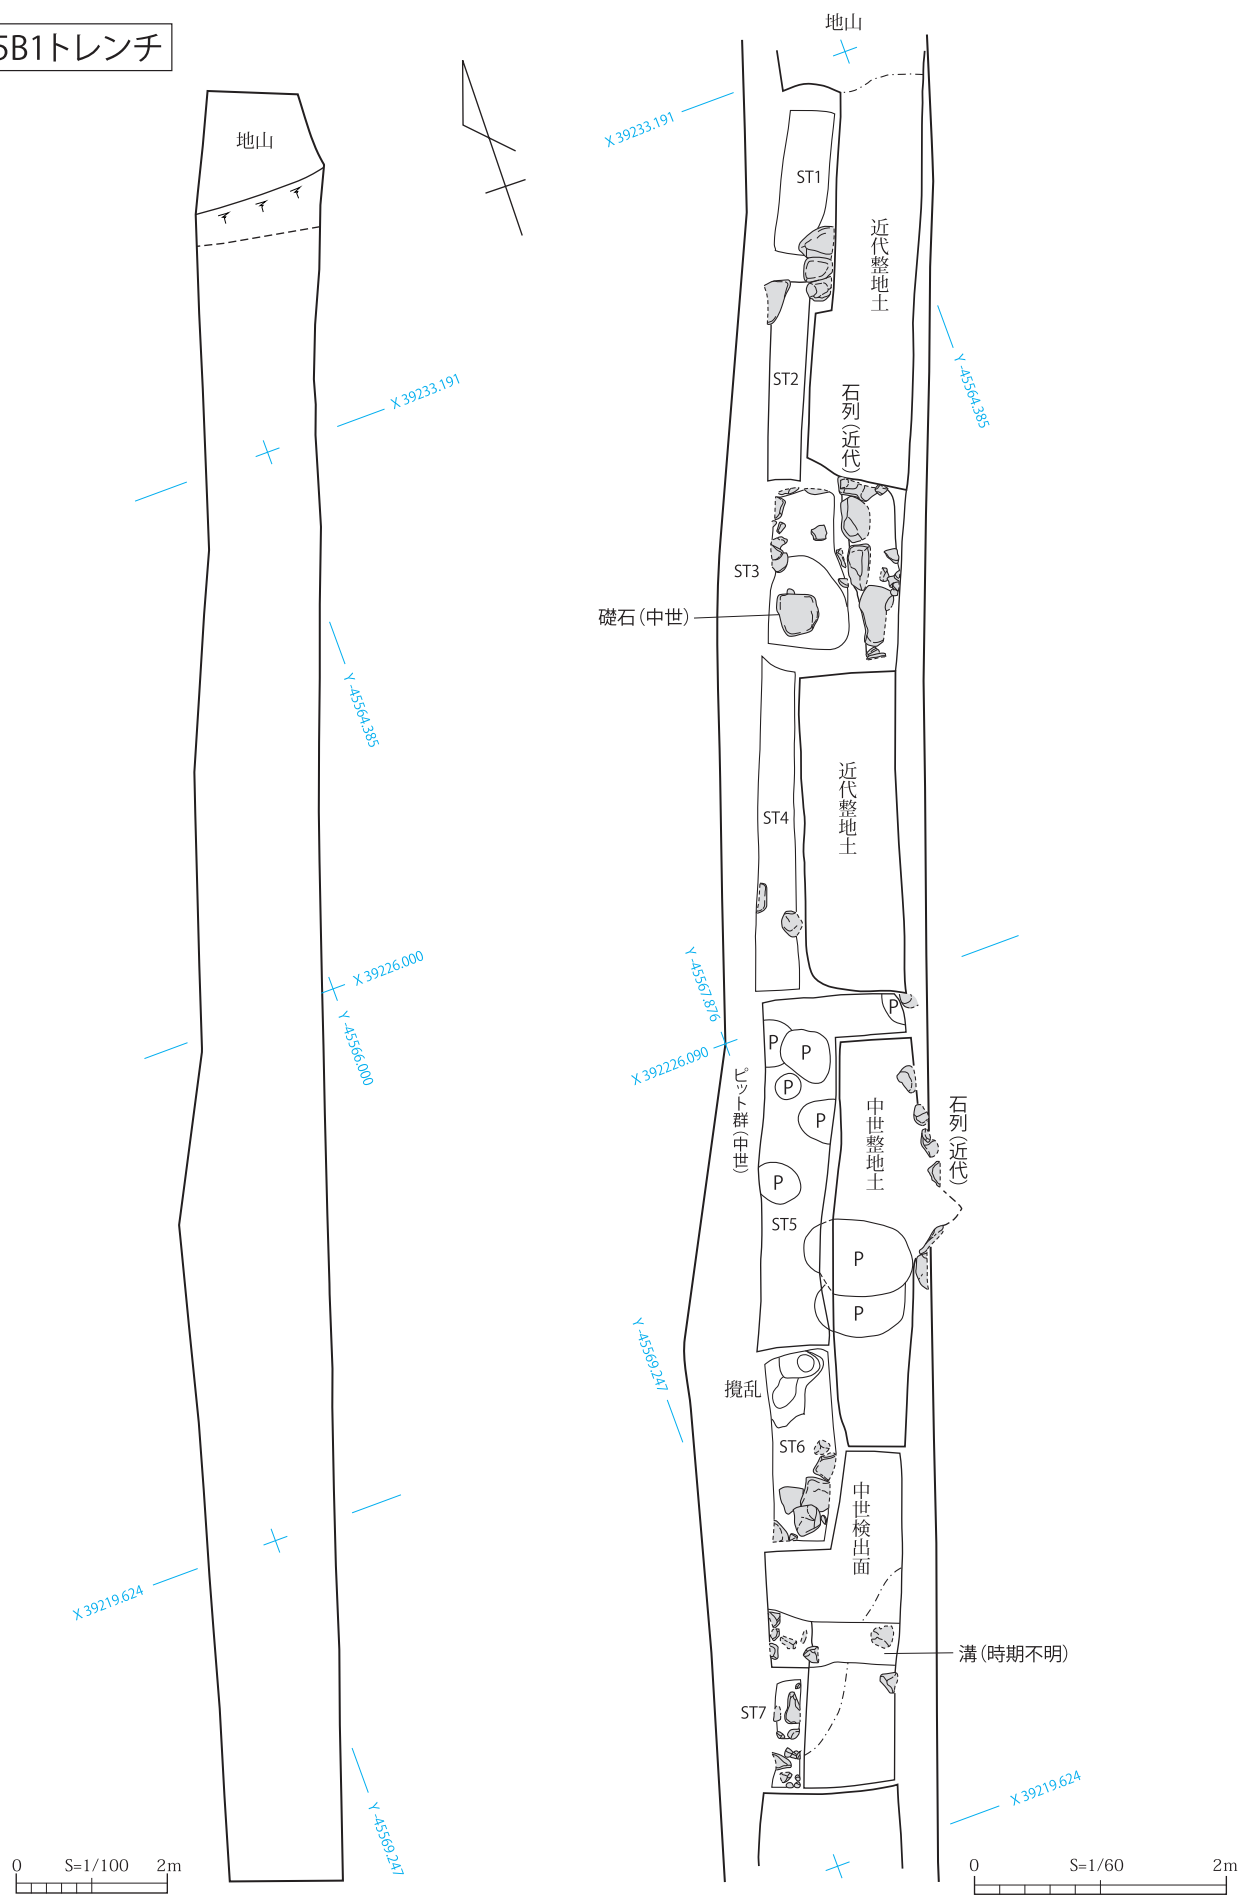 5B1トレンチ
地山
X 39233.191
Y -45564.385
X 39226.000
Y -45566.000
X 39219.624
Y -45569.247
0 S=1/100 2m
地山
X 39233.191
ST1
近代整地土
Y -45564.385
ST2
石列（近代）
ST3
礎石（中世）
ST4
近代整地土
Y -45567.876
X 392226.090
ピット群（中世）
P
P
P
P
P
P
ST5
中世整地土
石列（近代）
P
P
Y -45569.247
攪乱
ST6
中世検出面
溝（時期不明）
ST7
X 39219.624
0 S=1/60 2m